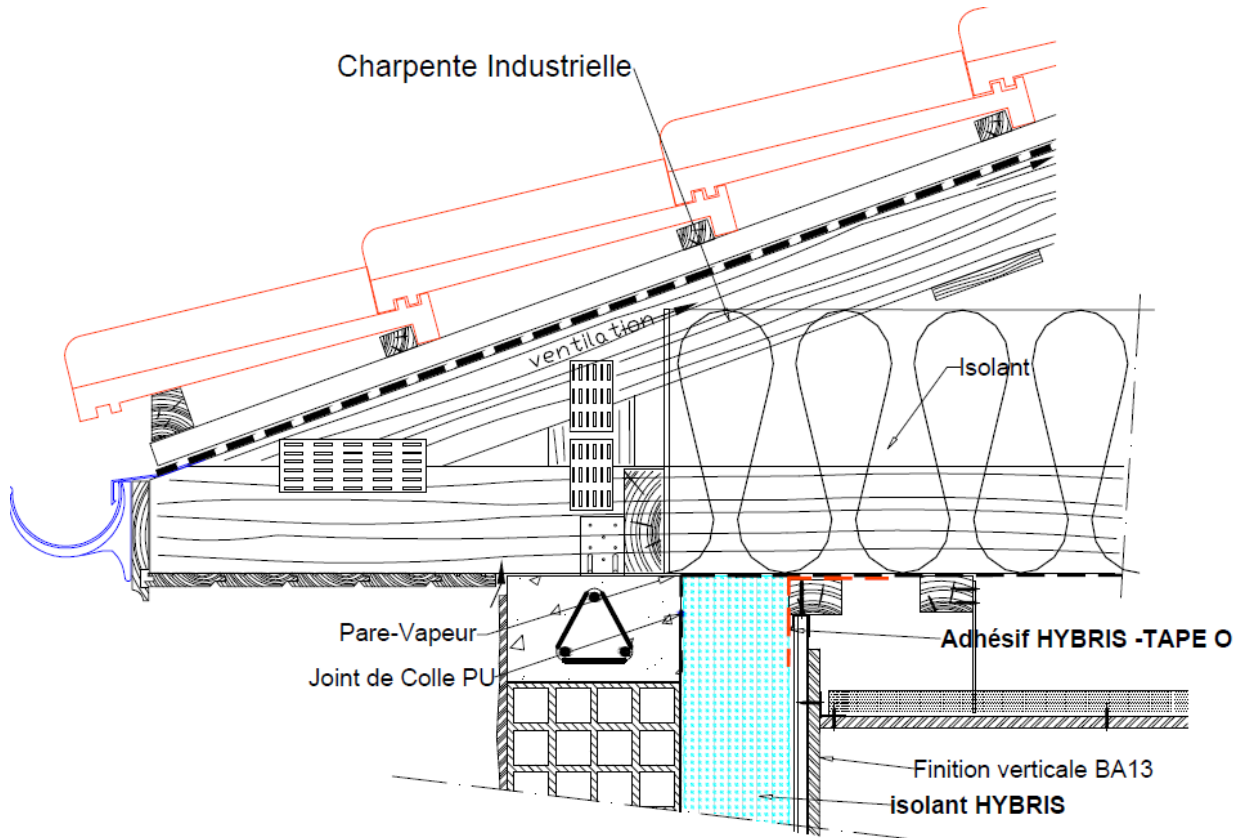 Charpente Industrielle
ventilation
Isolant
Pare-Vapeur
Adhésif HYBRIS -TAPE O
Joint de Colle PU
Finition verticale BA13
isolant HYBRIS